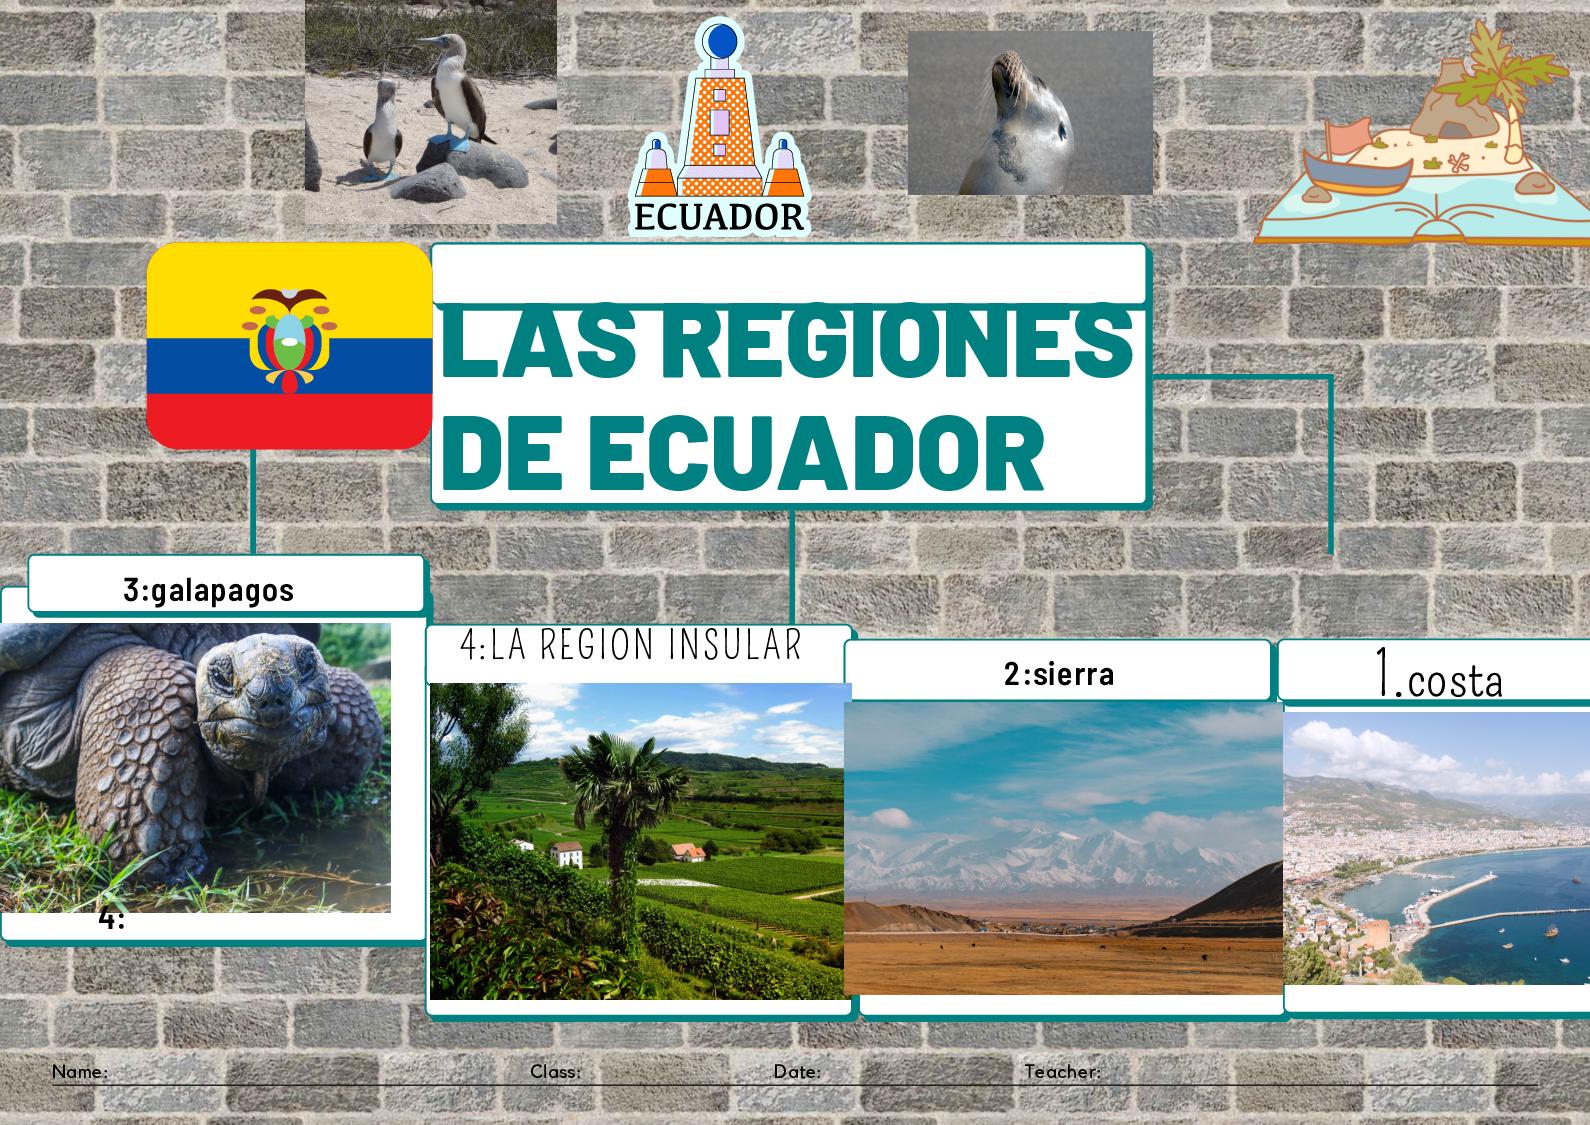 ECUADOR
LAS REGIONES
DE ECUADOR
3:galapagos
4:LA REGION INSULAR
2:sierra
1.costa
4:
Name:
Class:
Date:
Teacher: